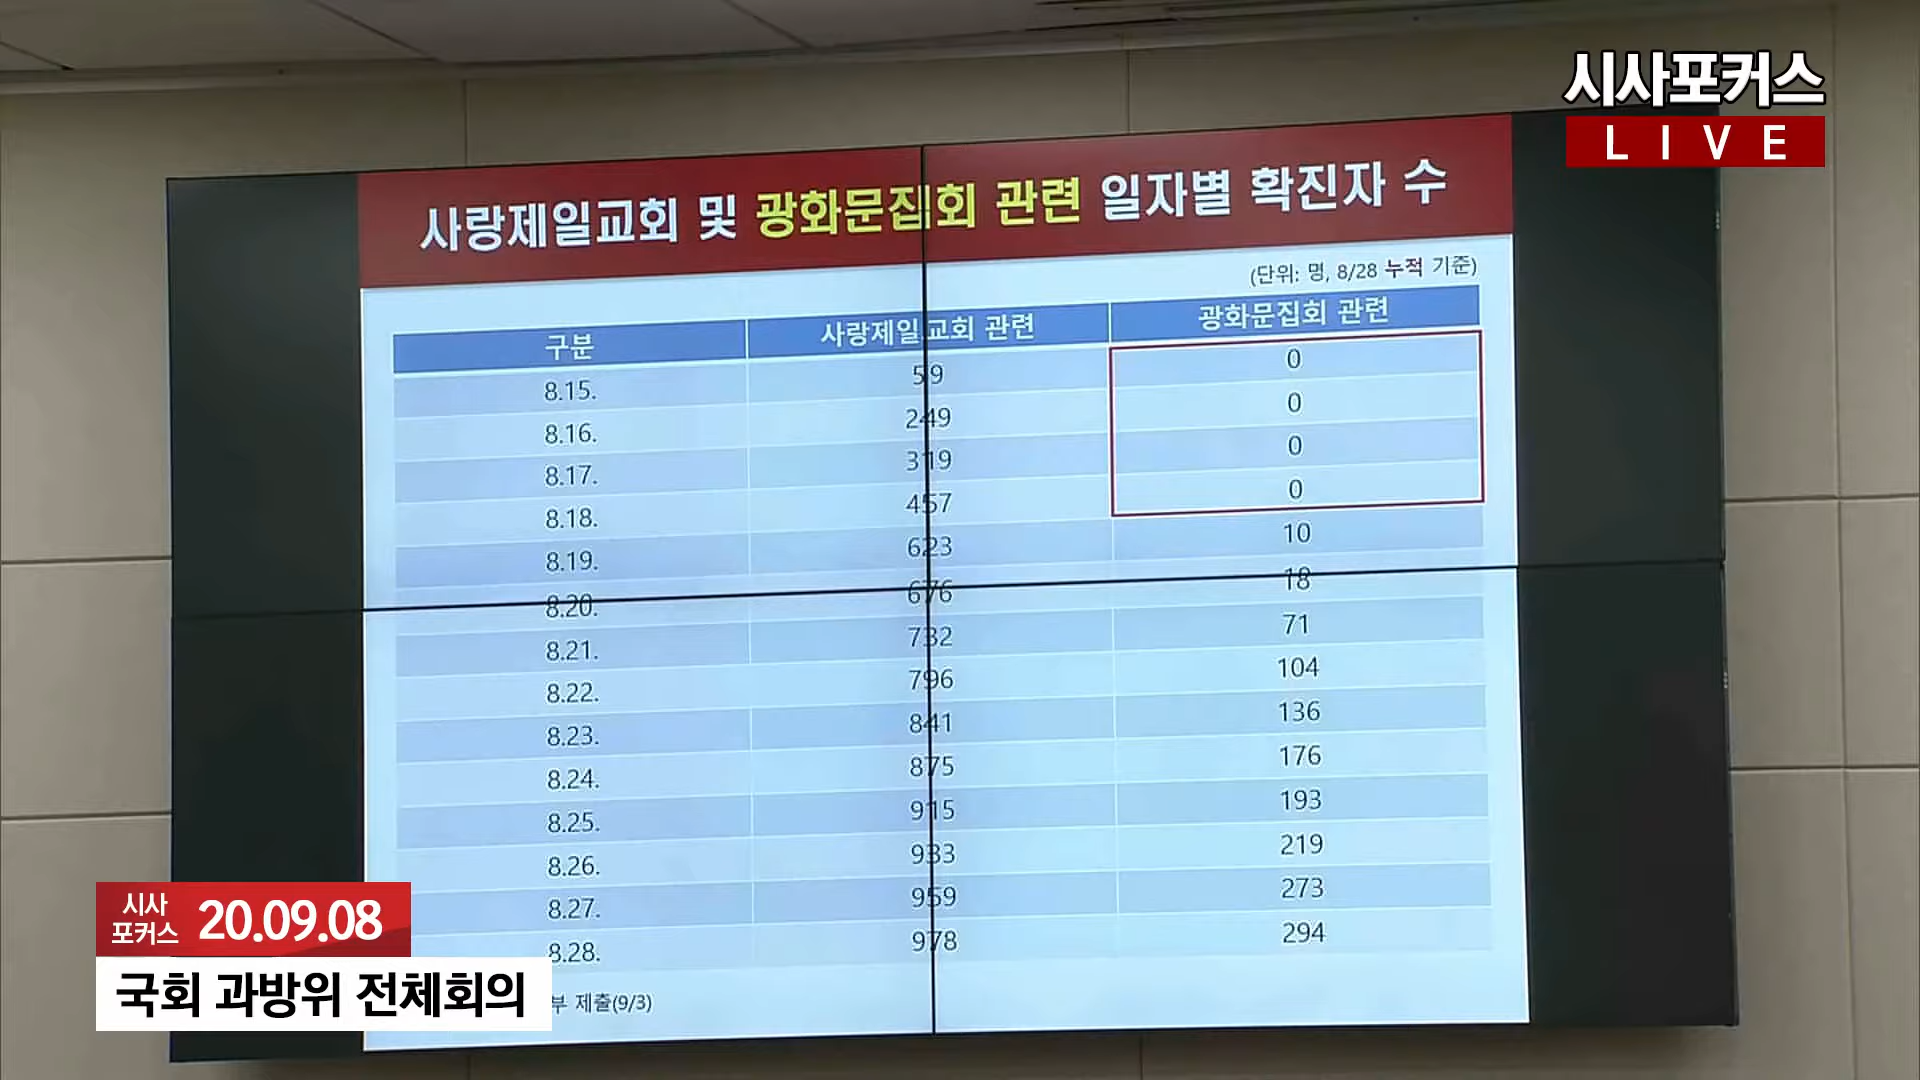 시사포커스
LIVE
사랑제일교회 및 광화문집회 관련 일자별 확진자 수
(단위: 명, 8/28 누적 기준)
구분 사랑제일교회 관련 광화문집회 관련
8.15. 59 0
8.16. 249 0
8.17. 319 0
8.18. 457 0
8.19. 623 10
8.20. 676 18
8.21. 732 71
8.22. 796 104
8.23. 841 136
8.24. 875 176
8.25. 915 193
8.26. 933 219
8.27. 959 273
8.28. 978 294
부 제출(9/3)
시사
포커스
20.09.08
국회 과방위 전체회의